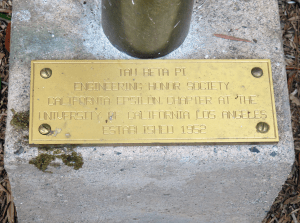 TAU BETA PI
ENGINEERING HONOR SOCIETY
CALIFORNIA EPSILON CHAPTER AT THE
UNIVERSITY OF CALIFORNIA LOS ANGELES
ESTABLISHED 1952